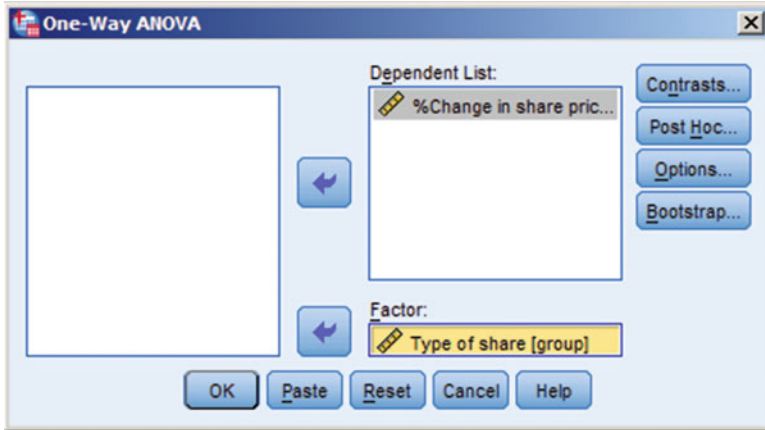 One-Way ANOVA
Dependent List:
%Change in share pric...
Contrasts...
Post Hoc...
Options...
Bootstrap...
Factor:
Type of share [group]
OK
Paste
Reset
Cancel
Help